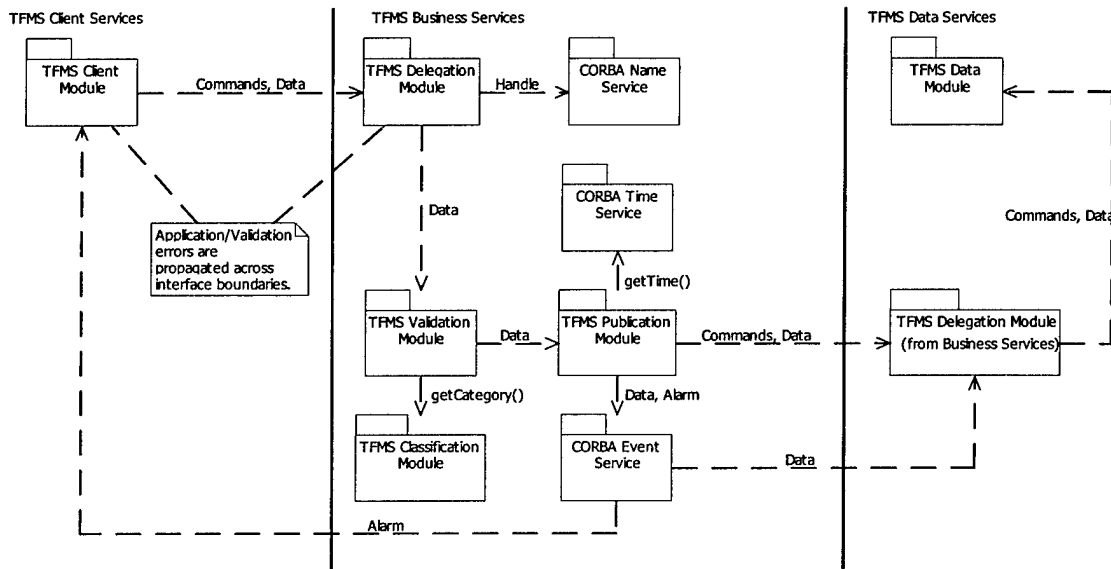 TFMS Client Services
TFMS Business Services
TFMS Data Services
TFMS Client
Module
Commands, Data
TFMS Delegation
Module
Handle
CORBA Name
Service
TFMS Data
Module
CORBA Time
Service
Data
Commands, Data
Application/Validation
errors are
propagated across
interface boundaries.
getTime()
TFMS Validation
Module
Data
TFMS Publication
Module
Commands, Data
TFMS Delegation Module
(from Business Services)
getCategory()
Data, Alarm
TFMS Classification
Module
CORBA Event
Service
Data
Alarm